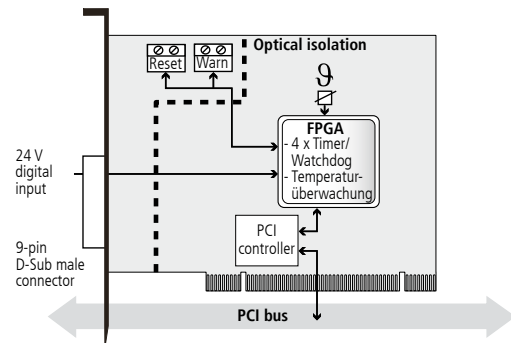 Optical isolation
Reset
Warn
ϑ
FPGA
- 4 x Timer/
Watchdog
- Temperatur-
überwachung
24 V
digital
input
PCI
controller
9-pin
D-Sub male
connector
PCI bus